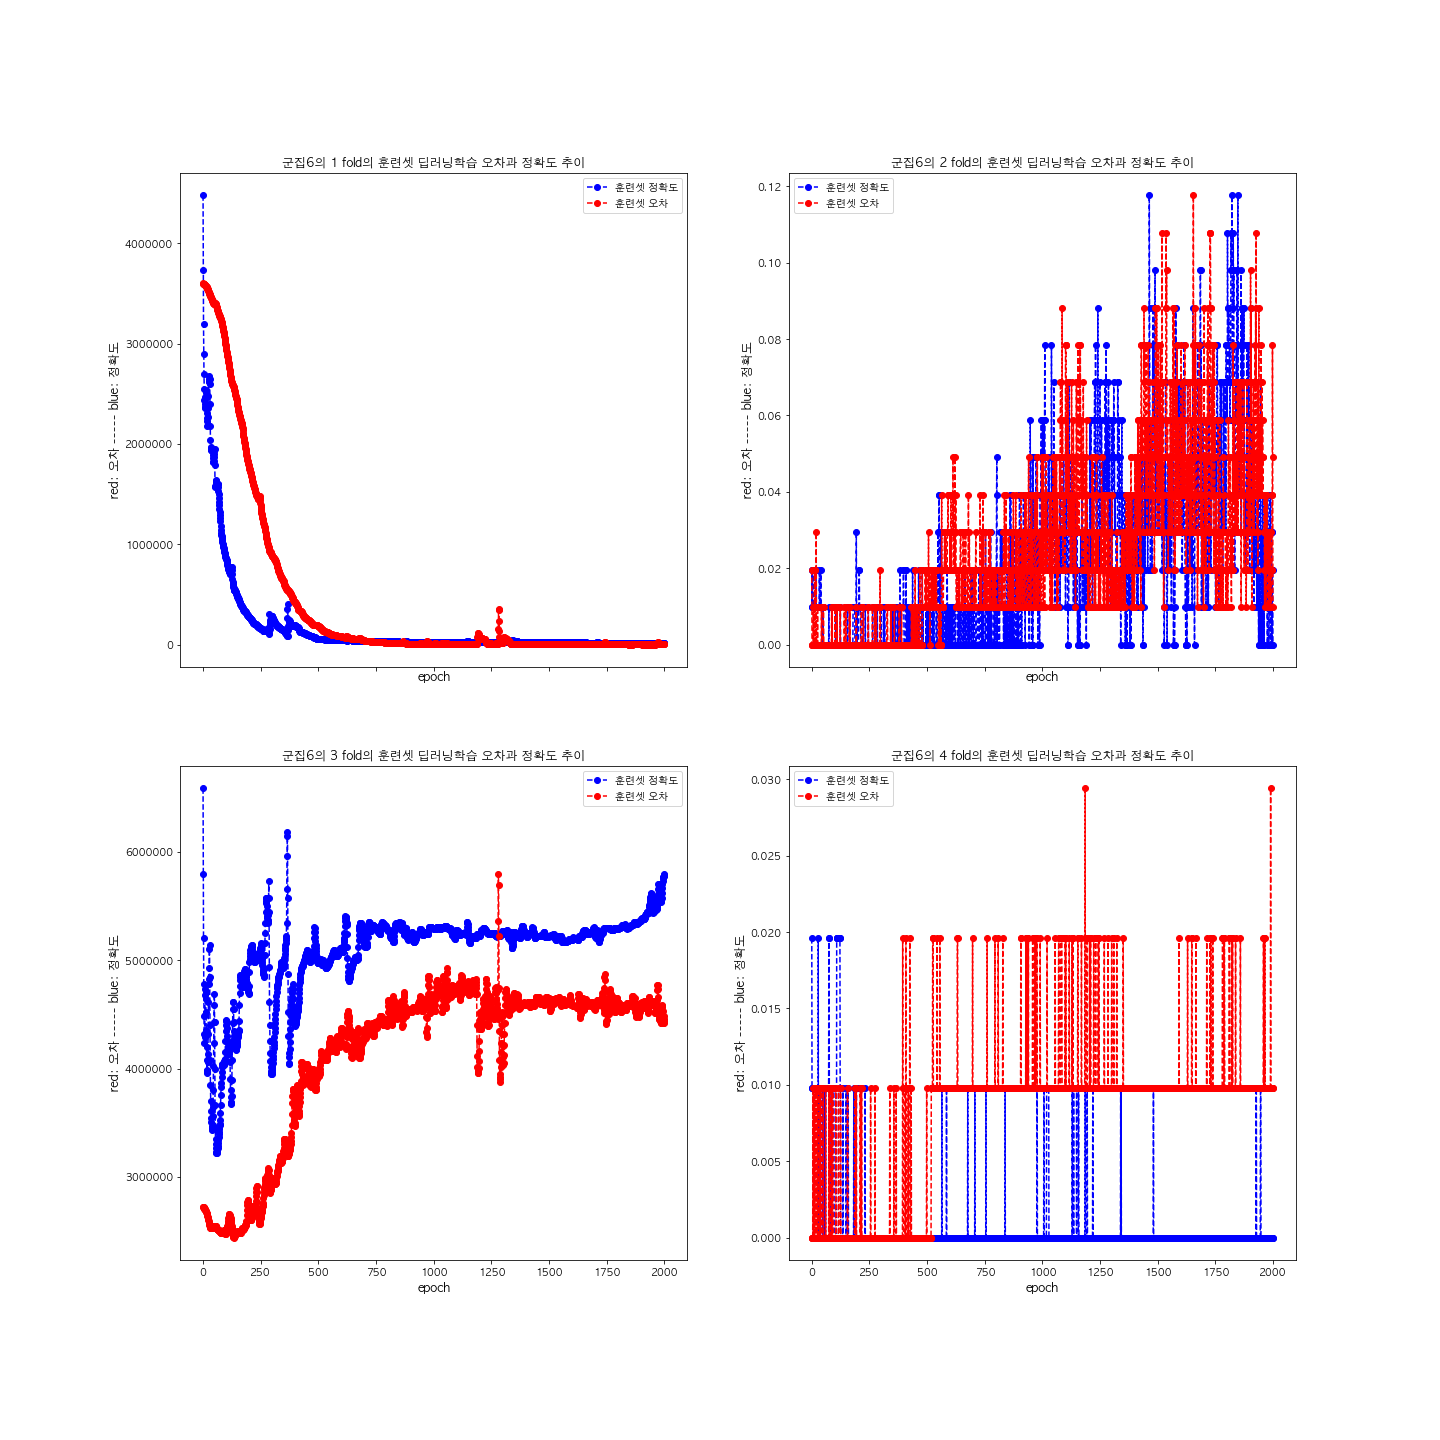 군집6의 1 fold의 훈련셋 딥러닝학습 오차과 정확도 추이
훈련셋 정확도
훈련셋 오차
4000000
3000000
2000000
1000000
0
red: 오차 ----- blue: 정확도
epoch
군집6의 2 fold의 훈련셋 딥러닝학습 오차과 정확도 추이
훈련셋 정확도
훈련셋 오차
0.12
0.10
0.08
0.06
0.04
0.02
0.00
red: 오차 ----- blue: 정확도
epoch
군집6의 3 fold의 훈련셋 딥러닝학습 오차과 정확도 추이
훈련셋 정확도
훈련셋 오차
6000000
5000000
4000000
3000000
red: 오차 ----- blue: 정확도
0 250 500 750 1000 1250 1500 1750 2000
epoch
군집6의 4 fold의 훈련셋 딥러닝학습 오차과 정확도 추이
훈련셋 정확도
훈련셋 오차
0.030
0.025
0.020
0.015
0.010
0.005
0.000
red: 오차 ----- blue: 정확도
0 250 500 750 1000 1250 1500 1750 2000
epoch